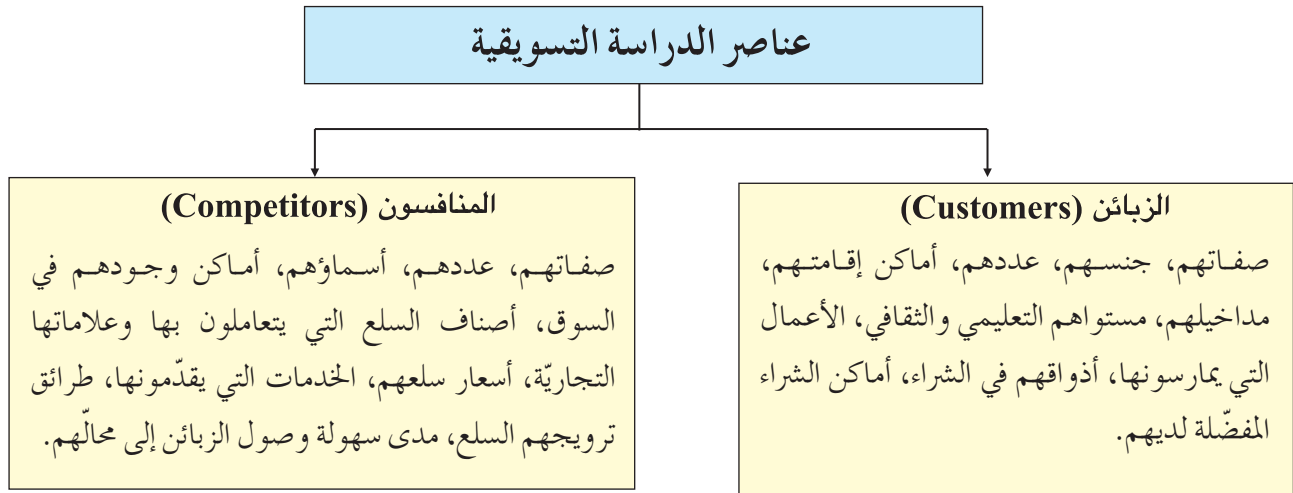 عناصر الدراسة التسويقية
الزبائن (Customers)
صفاتهم، جنسهم، عددهم، أماكن إقامتهم،
مداخيلهم، مستواهم التعليمي والثقافي، الأعمال
التي يمارسونها، أذواقهم في الشراء، أماكن الشراء
المفضّلة لديهم.
المنافسون (Competitors)
صفاتهم، عددهم، أسماؤهم، أماكن وجودهم في
السوق، أصناف السلع التي يتعاملون بها وعلاماتها
التجاريّة، أسعار سلعهم، الخدمات التي يقدّمونها، طرائق
ترويجهم السلع، مدى سهولة وصول الزبائن إلى محالّهم.